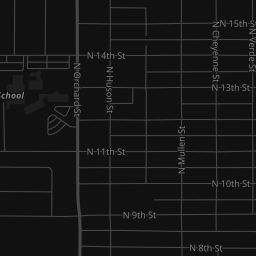 N 15th St
N Cheyenne St
N Verde St
N 14th St
N Orchard St
N Huson St
N 13th St
School
N Mullen St
N 11th St
N 10th St
N 9th St
N 8th St